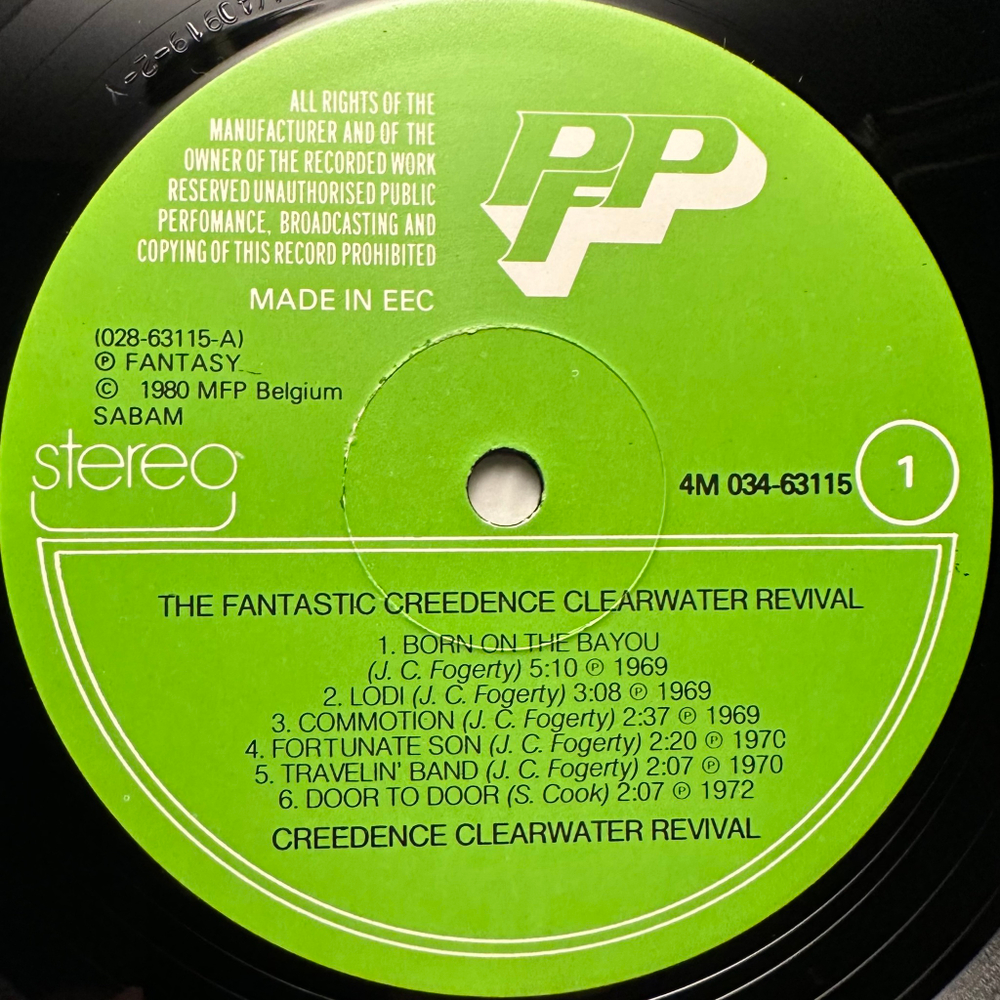 ALL RIGHTS OF THE
MANUFACTURER AND OF THE
OWNER OF THE RECORDED WORK
RESERVED UNAUTHORISED PUBLIC
PERFOMANCE, BROADCASTING AND
COPYING OF THIS RECORD PROHIBITED
MADE IN EEC
PFP
(028-63115-A)
℗ FANTASY
© 1980 MFP Belgium
SABAM
stereo
4M 034-63115
1
THE FANTASTIC CREEDENCE CLEARWATER REVIVAL
1. BORN ON THE BAYOU
(J. C. Fogerty) 5:10 ℗ 1969
2. LODI (J. C. Fogerty) 3:08 ℗ 1969
3. COMMOTION (J. C. Fogerty) 2:37 ℗ 1969
4. FORTUNATE SON (J. C. Fogerty) 2:20 ℗ 1970
5. TRAVELIN' BAND (J. C. Fogerty) 2:07 ℗ 1970
6. DOOR TO DOOR (S. Cook) 2:07 ℗ 1972
CREEDENCE CLEARWATER REVIVAL